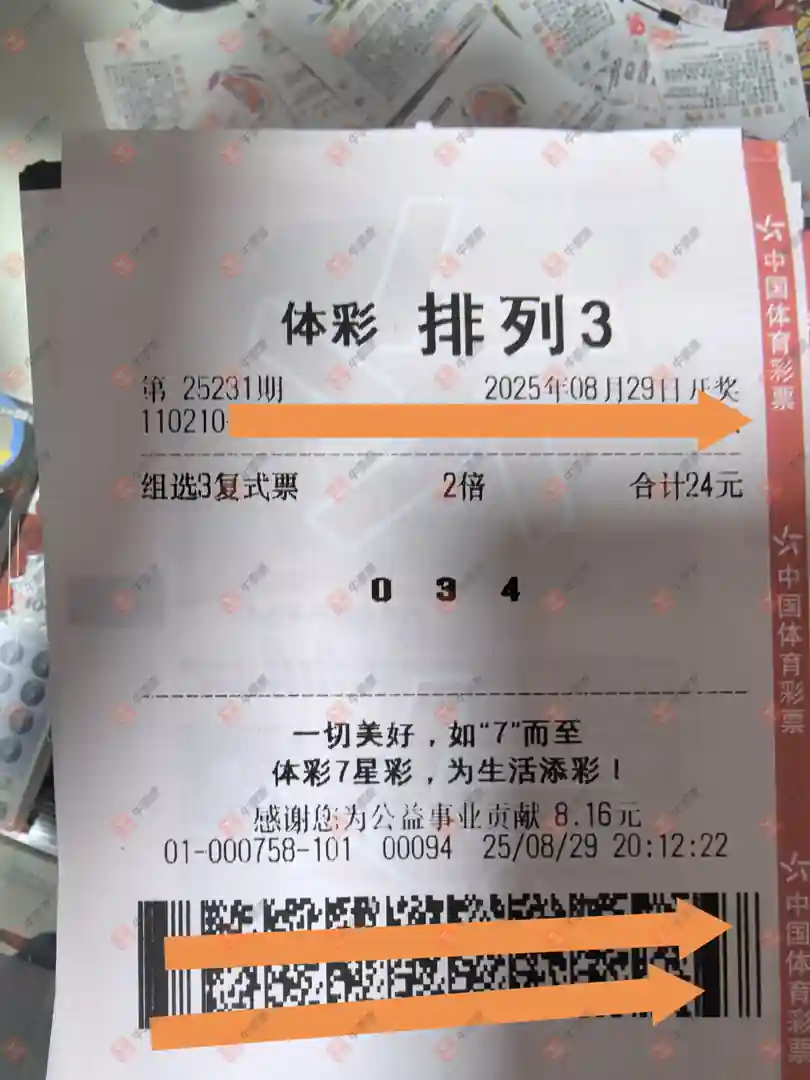 体彩 排列3
第 25231期 2025年08月29日开奖
110210-
组选3复式票 2倍 合计24元
0 3 4
一切美好，如“7”而至
体彩7星彩，为生活添彩！
感谢您为公益事业贡献 8.16元
01-000758-101 00094 25/08/29 20:12:22
中国体育彩票
中国体育彩票
中国体育彩票